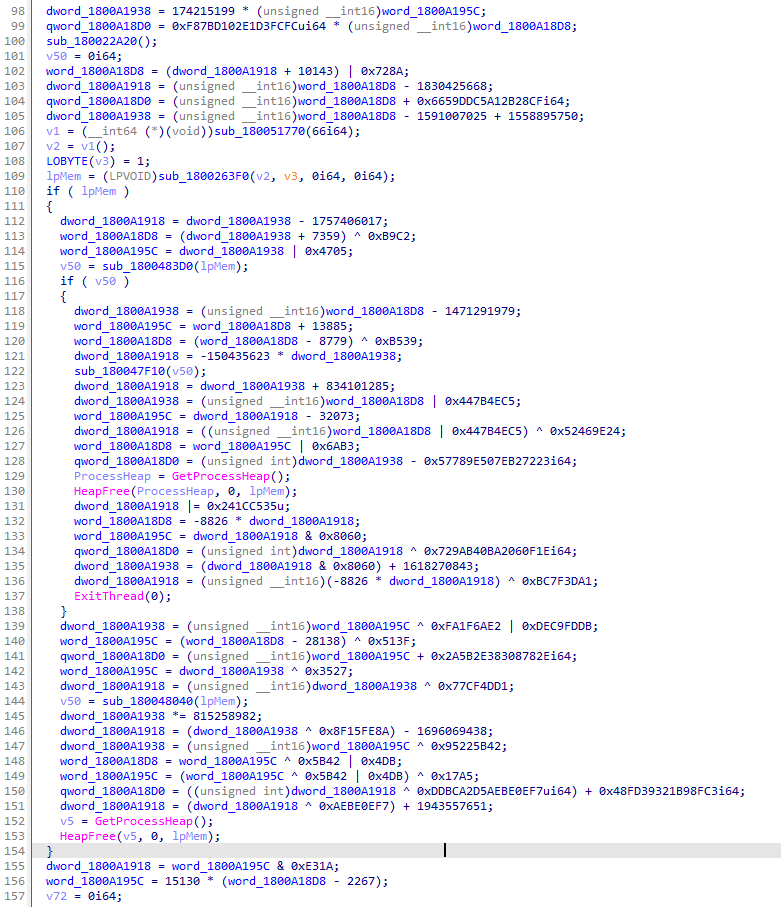 98 dword_1800A1938 = 174215199 * (unsigned __int16)word_1800A195C;
99 qword_1800A18D0 = 0xF87BD102E1D3FCFCui64 * (unsigned __int16)word_1800A18D8;
100 sub_180022A20();
101 v50 = 0i64;
102 word_1800A18D8 = (dword_1800A1918 + 10143) | 0x728A;
103 dword_1800A1918 = (unsigned __int16)word_1800A18D8 - 1830425668;
104 qword_1800A18D0 = (unsigned __int16)word_1800A18D8 + 0x6659DDC5A12B28CFi64;
105 dword_1800A1938 = (unsigned __int16)word_1800A18D8 - 1591007025 + 1558895750;
106 v1 = (__int64 (*)(void))sub_180051770(66i64);
107 v2 = v1();
108 LOBYTE(v3) = 1;
109 lpMem = (LPVOID)sub_1800263F0(v2, v3, 0i64, 0i64);
110 if ( lpMem )
111 {
112 dword_1800A1918 = dword_1800A1938 - 1757406017;
113 word_1800A18D8 = (dword_1800A1938 + 7359) ^ 0xB9C2;
114 word_1800A195C = dword_1800A1938 | 0x4705;
115 v50 = sub_1800483D0(lpMem);
116 if ( v50 )
117 {
118 dword_1800A1938 = (unsigned __int16)word_1800A18D8 - 1471291979;
119 word_1800A195C = word_1800A18D8 + 13885;
120 word_1800A18D8 = (word_1800A18D8 - 8779) ^ 0xB539;
121 dword_1800A1918 = -150435623 * dword_1800A1938;
122 sub_180047F10(v50);
123 dword_1800A1918 = dword_1800A1938 + 834101285;
124 dword_1800A1938 = (unsigned __int16)word_1800A18D8 | 0x447B4EC5;
125 word_1800A195C = dword_1800A1918 - 32073;
126 dword_1800A1918 = ((unsigned __int16)word_1800A18D8 | 0x447B4EC5) ^ 0x52469E24;
127 word_1800A18D8 = word_1800A195C | 0x6AB3;
128 qword_1800A18D0 = (unsigned int)dword_1800A1938 - 0x57789E507EB27223i64;
129 ProcessHeap = GetProcessHeap();
130 HeapFree(ProcessHeap, 0, lpMem);
131 dword_1800A1918 |= 0x241CC535u;
132 word_1800A18D8 = -8826 * dword_1800A1918;
133 word_1800A195C = dword_1800A1918 & 0x8060;
134 qword_1800A18D0 = (unsigned int)dword_1800A1918 ^ 0x729AB40BA2060F1Ei64;
135 dword_1800A1938 = (dword_1800A1918 & 0x8060) + 1618270843;
136 dword_1800A1918 = (unsigned __int16)(-8826 * dword_1800A1918) ^ 0xBC7F3DA1;
137 ExitThread(0);
138 }
139 dword_1800A1938 = (unsigned __int16)word_1800A195C ^ 0xFA1F6AE2 | 0xDEC9FDDB;
140 word_1800A195C = (word_1800A18D8 - 28138) ^ 0x513F;
141 qword_1800A18D0 = (unsigned __int16)word_1800A195C + 0x2A5B2E38308782Ei64;
142 word_1800A195C = dword_1800A1938 ^ 0x3527;
143 dword_1800A1918 = (unsigned __int16)dword_1800A1938 ^ 0x77CF4DD1;
144 v50 = sub_180048040(lpMem);
145 dword_1800A1938 *= 815258982;
146 dword_1800A1918 = (dword_1800A1938 ^ 0x8F15FE8A) - 1696069438;
147 dword_1800A1938 = (unsigned __int16)word_1800A195C ^ 0x95225B42;
148 word_1800A18D8 = word_1800A195C ^ 0x5B42 | 0x4DB;
149 word_1800A195C = (word_1800A195C ^ 0x5B42 | 0x4DB) ^ 0x17A5;
150 qword_1800A18D0 = ((unsigned int)dword_1800A1918 ^ 0xDDBCA2D5AEBE0EF7ui64) + 0x48FD39321B98FC3i64;
151 dword_1800A1918 = (dword_1800A1918 ^ 0xAEBE0EF7) + 1943557651;
152 v5 = GetProcessHeap();
153 HeapFree(v5, 0, lpMem);
154 }
155 dword_1800A1918 = word_1800A195C & 0xE31A;
156 word_1800A195C = 15130 * (word_1800A18D8 - 2267);
157 v72 = 0i64;